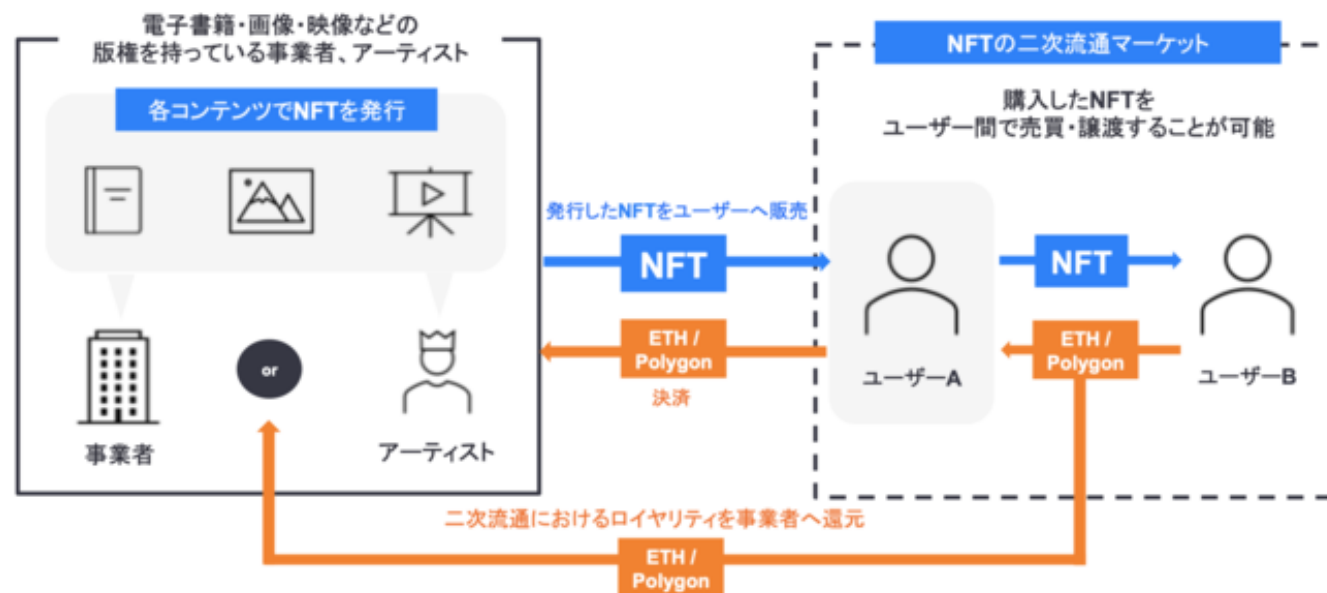 電子書籍・画像・映像などの
版権を持っている事業者、アーティスト
各コンテンツでNFTを発行
事業者
or
アーティスト
発行したNFTをユーザーへ販売
NFT
ETH /
Polygon
決済
NFTの二次流通マーケット
購入したNFTを
ユーザー間で売買・譲渡することが可能
ユーザーA
NFT
ETH /
Polygon
ユーザーB
二次流通におけるロイヤリティを事業者へ還元
ETH /
Polygon